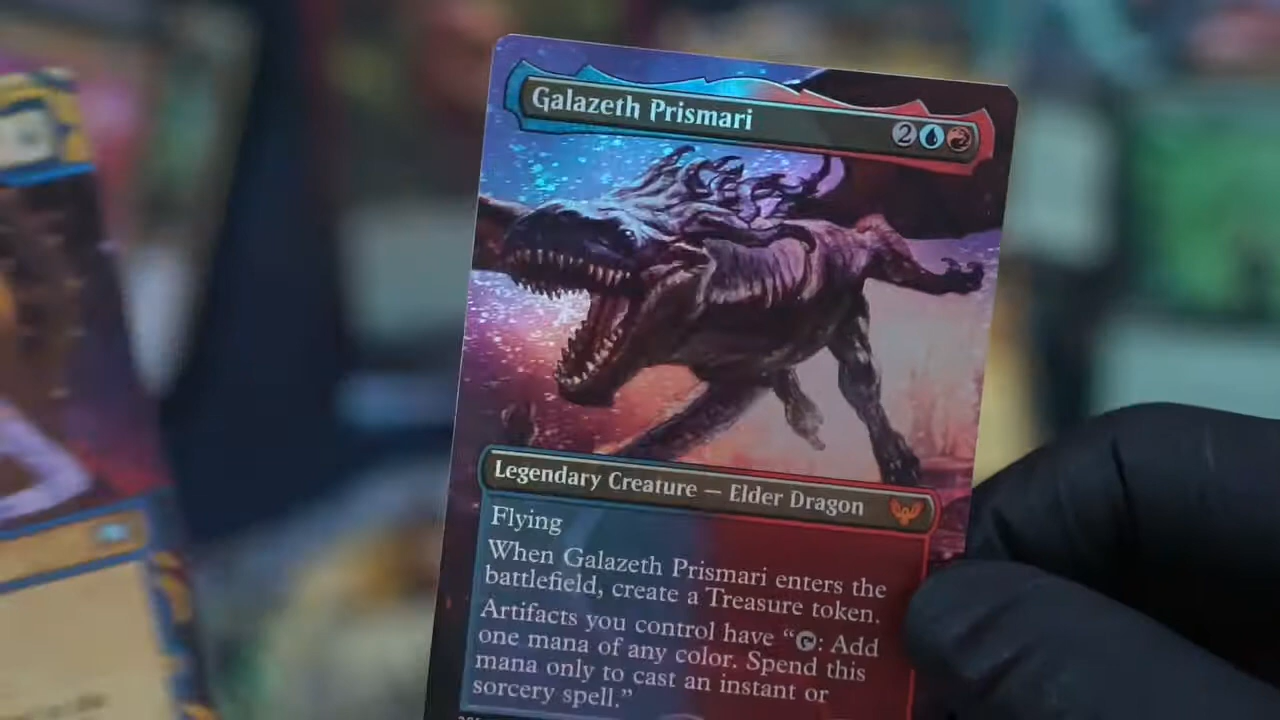 Galazeth Prismari
2
Legendary Creature — Elder Dragon
Flying
When Galazeth Prismari enters the
battlefield, create a Treasure token.
Artifacts you control have “: Add
one mana of any color. Spend this
mana only to cast an instant or
sorcery spell.”